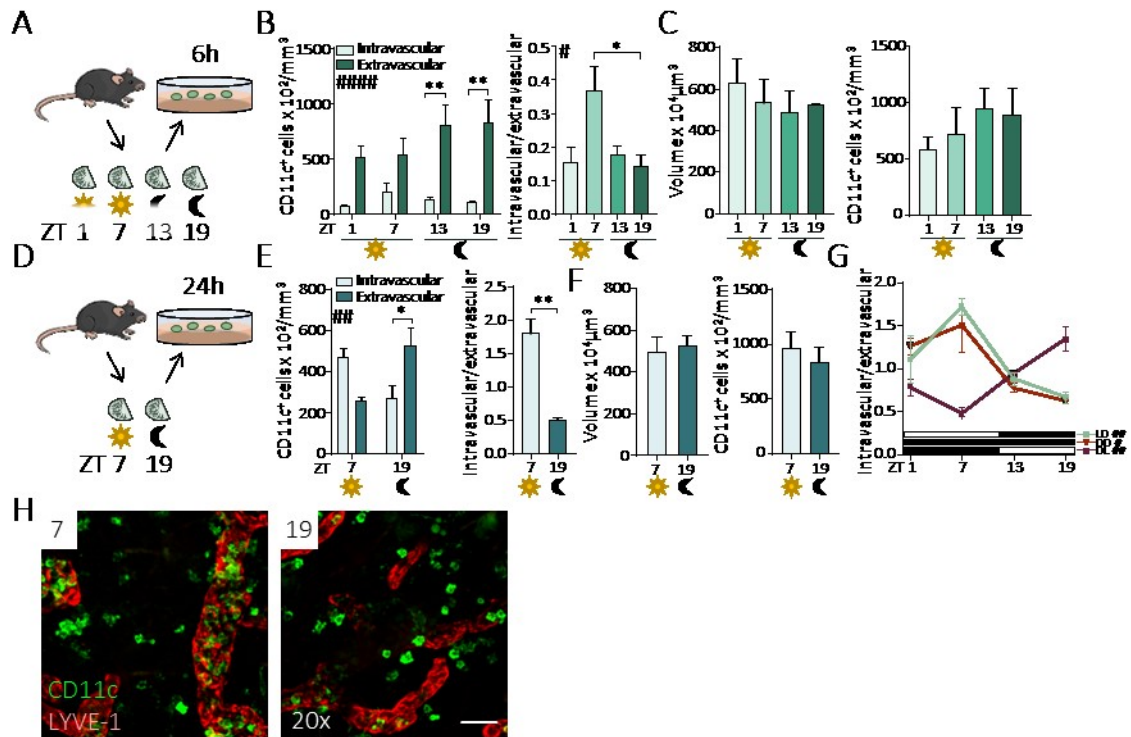 A
6h
ZT 1 7 13 19
B
CD11c⁺ cells x 10²/mm³
1500
1000
500
0
Intravascular
Extravascular
####
**
**
ZT 1 7 13 19
Intravascular/extravascular
0.5
0.4
0.3
0.2
0.1
0.0
#
*
1 7 13 19
C
Volume x 10⁴µm³
800
600
400
200
0
1 7 13 19
CD11c⁺ cells x 10²/mm³
1500
1000
500
0
1 7 13 19
D
24h
ZT 7 19
E
CD11c⁺ cells x 10²/mm³
800
600
400
200
0
Intravascular
Extravascular
##
*
ZT 7 19
Intravascular/extravascular
2.5
2.0
1.5
1.0
0.5
0.0
**
7 19
F
Volume x 10⁴µm³
800
600
400
200
0
7 19
CD11c⁺ cells x 10²/mm³
1500
1000
500
0
7 19
G
Intravascular/extravascular
2.0
1.5
1.0
0.5
0.0
LD ##
DD #
DL ##
ZT 1 7 13 19
H
7
CD11c
LYVE-1
19
20x